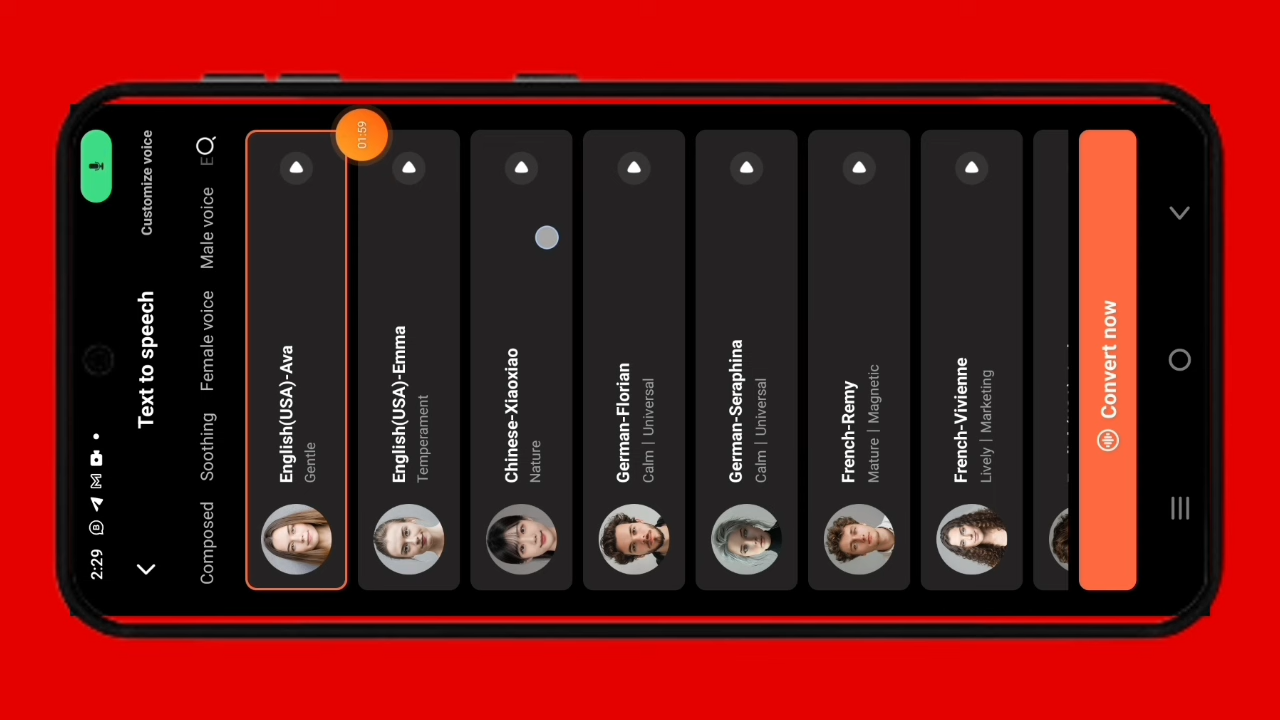 2:29
Text to speech
Customize voice
Composed Soothing Female voice Male voice E
English(USA)-Ava
Gentle
01:59
English(USA)-Emma
Temperament
Chinese-Xiaoxiao
Nature
German-Florian
Calm | Universal
German-Seraphina
Calm | Universal
French-Remy
Mature | Magnetic
French-Vivienne
Lively | Marketing
Convert now